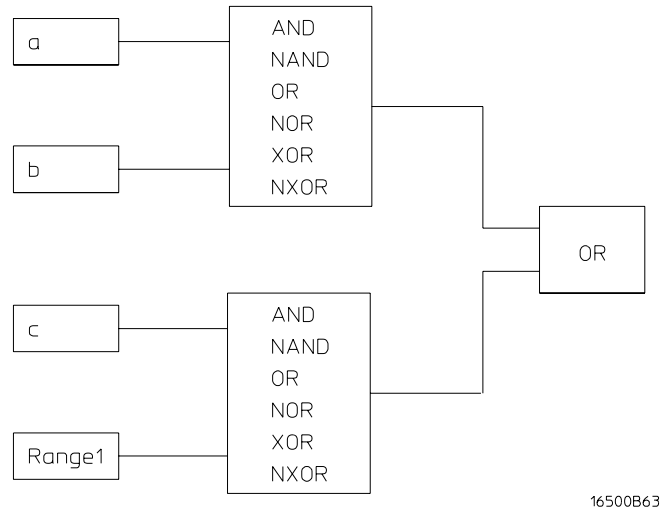 a
b
AND
NAND
OR
NOR
XOR
NXOR
OR
c
Range1
AND
NAND
OR
NOR
XOR
NXOR
16500B63